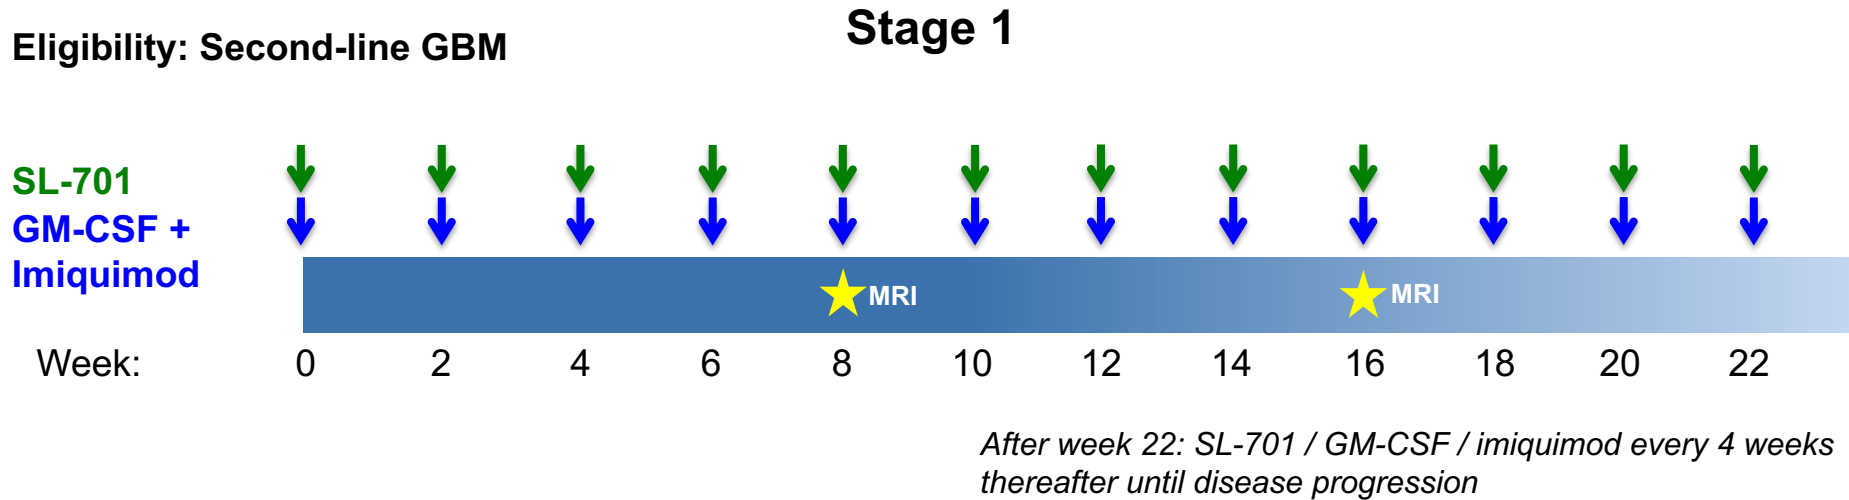 Stage 1
Eligibility: Second-line GBM
SL-701
GM-CSF +
Imiquimod
MRI MRI
Week: 0 2 4 6 8 10 12 14 16 18 20 22
After week 22: SL-701 / GM-CSF / imiquimod every 4 weeks
thereafter until disease progression